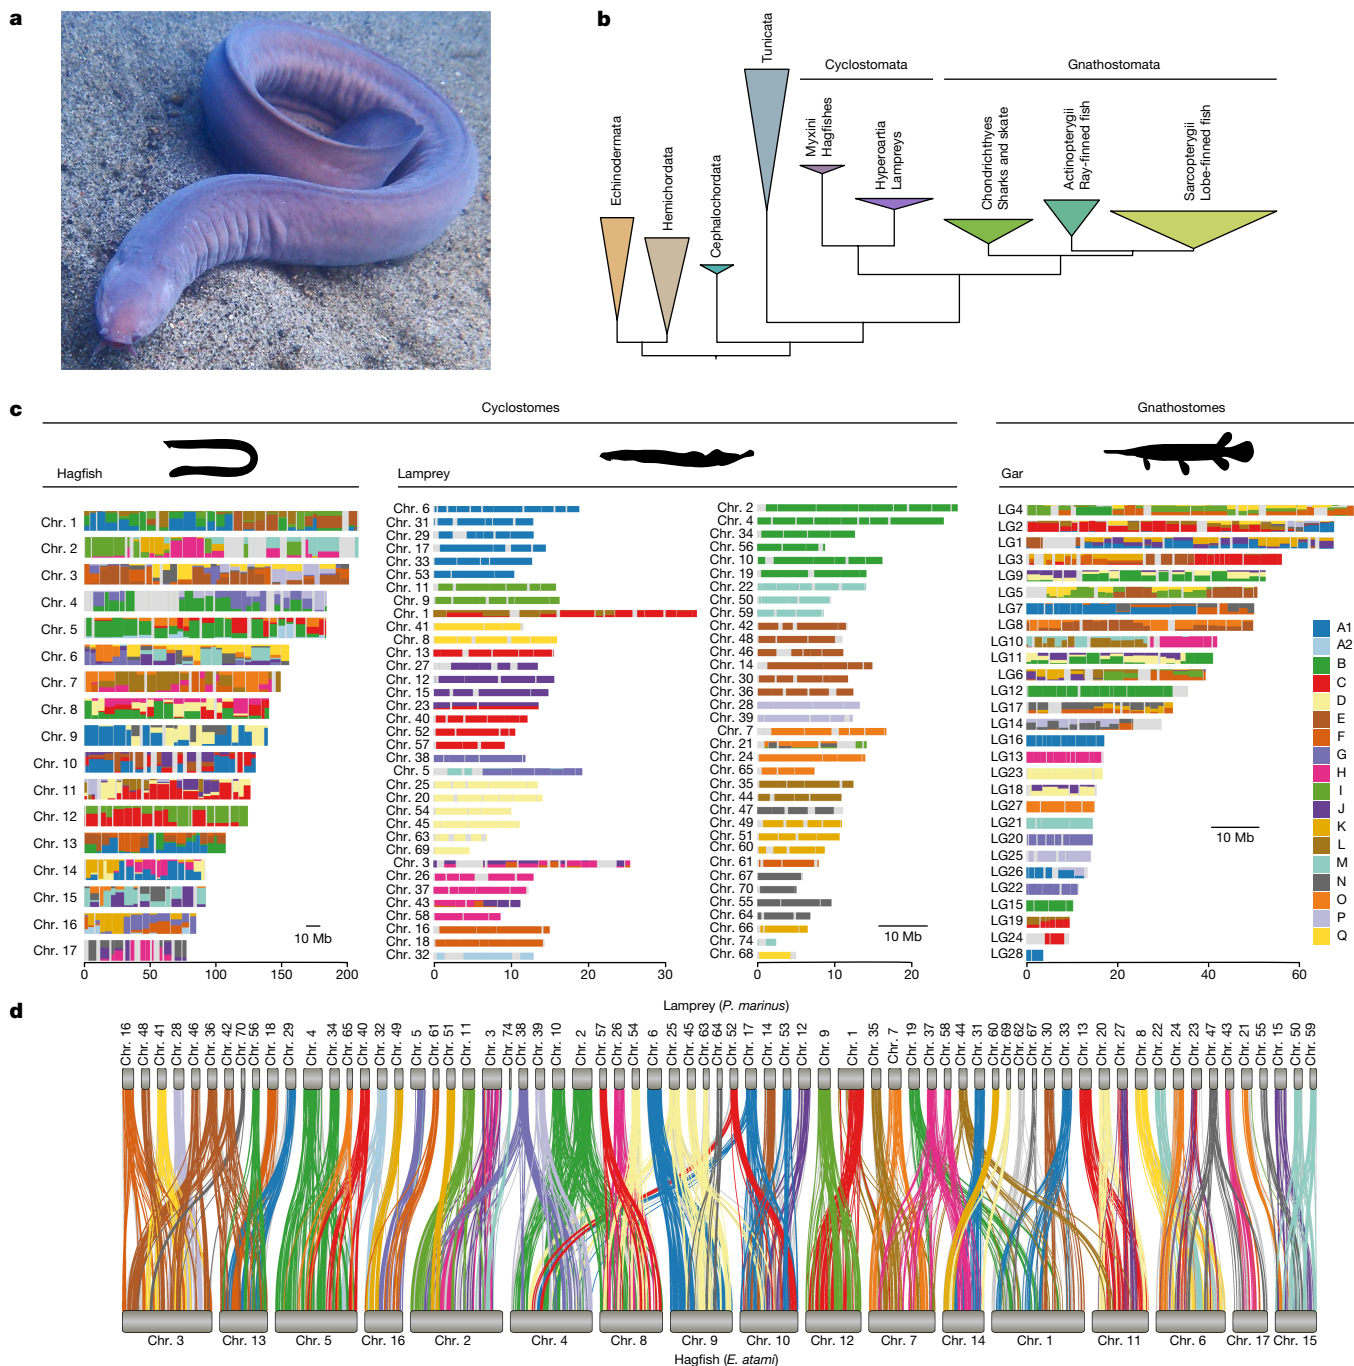 a
b
Echinodermata
Hemichordata
Cephalochordata
Tunicata
Cyclostomata
Gnathostomata
Myxini
Hagfishes
Hyperoartia
Lampreys
Chondrichthyes
Sharks and skate
Actinopterygii
Ray-finned fish
Sarcopterygii
Lobe-finned fish
c
Cyclostomes
Gnathostomes
Hagfish
Lamprey
Gar
Chr. 1
Chr. 2
Chr. 3
Chr. 4
Chr. 5
Chr. 6
Chr. 7
Chr. 8
Chr. 9
Chr. 10
Chr. 11
Chr. 12
Chr. 13
Chr. 14
Chr. 15
Chr. 16
Chr. 17
10 Mb
0 50 100 150 200
Chr. 6
Chr. 31
Chr. 29
Chr. 17
Chr. 33
Chr. 53
Chr. 11
Chr. 9
Chr. 1
Chr. 41
Chr. 8
Chr. 13
Chr. 27
Chr. 12
Chr. 15
Chr. 23
Chr. 40
Chr. 52
Chr. 57
Chr. 38
Chr. 5
Chr. 25
Chr. 20
Chr. 54
Chr. 45
Chr. 63
Chr. 69
Chr. 3
Chr. 26
Chr. 37
Chr. 43
Chr. 58
Chr. 16
Chr. 18
Chr. 32
0 10 20 30
Chr. 2
Chr. 4
Chr. 34
Chr. 56
Chr. 10
Chr. 19
Chr. 22
Chr. 50
Chr. 59
Chr. 42
Chr. 48
Chr. 46
Chr. 14
Chr. 30
Chr. 36
Chr. 28
Chr. 39
Chr. 7
Chr. 21
Chr. 24
Chr. 65
Chr. 35
Chr. 44
Chr. 47
Chr. 49
Chr. 51
Chr. 60
Chr. 61
Chr. 67
Chr. 70
Chr. 55
Chr. 64
Chr. 66
Chr. 74
Chr. 68
10 Mb
0 10 20
LG4
LG2
LG1
LG3
LG9
LG5
LG7
LG8
LG10
LG11
LG6
LG12
LG17
LG14
LG16
LG13
LG23
LG18
LG27
LG21
LG20
LG25
LG26
LG22
LG15
LG19
LG24
LG28
10 Mb
0 20 40 60
A1
A2
B
C
D
E
F
G
H
I
J
K
L
M
N
O
P
Q
d
Lamprey (P. marinus)
Chr. 16
Chr. 48
Chr. 41
Chr. 28
Chr. 46
Chr. 36
Chr. 42
Chr. 70
Chr. 56
Chr. 18
Chr. 29
Chr. 4
Chr. 34
Chr. 65
Chr. 40
Chr. 32
Chr. 49
Chr. 5
Chr. 61
Chr. 51
Chr. 11
Chr. 3
Chr. 74
Chr. 38
Chr. 39
Chr. 10
Chr. 2
Chr. 57
Chr. 26
Chr. 54
Chr. 6
Chr. 25
Chr. 45
Chr. 63
Chr. 64
Chr. 52
Chr. 17
Chr. 14
Chr. 53
Chr. 12
Chr. 9
Chr. 1
Chr. 35
Chr. 7
Chr. 19
Chr. 37
Chr. 58
Chr. 44
Chr. 31
Chr. 60
Chr. 69
Chr. 62
Chr. 67
Chr. 30
Chr. 33
Chr. 13
Chr. 20
Chr. 27
Chr. 8
Chr. 22
Chr. 24
Chr. 23
Chr. 47
Chr. 43
Chr. 21
Chr. 55
Chr. 15
Chr. 50
Chr. 59
Chr. 3 Chr. 13 Chr. 5 Chr. 16 Chr. 2 Chr. 4 Chr. 8 Chr. 9 Chr. 10 Chr. 12 Chr. 7 Chr. 14 Chr. 1 Chr. 11 Chr. 6 Chr. 17 Chr. 15
Hagfish (E. atami)